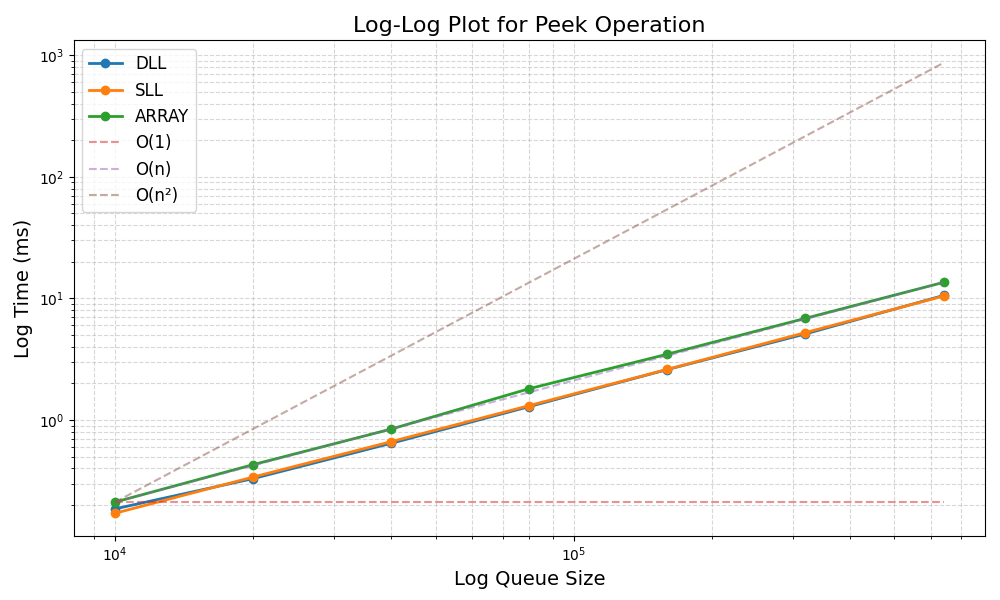 Log-Log Plot for Peek Operation
DLL
SLL
ARRAY
O(1)
O(n)
O(n²)
Log Time (ms)
10³
10²
10¹
10⁰
10⁴
10⁵
Log Queue Size